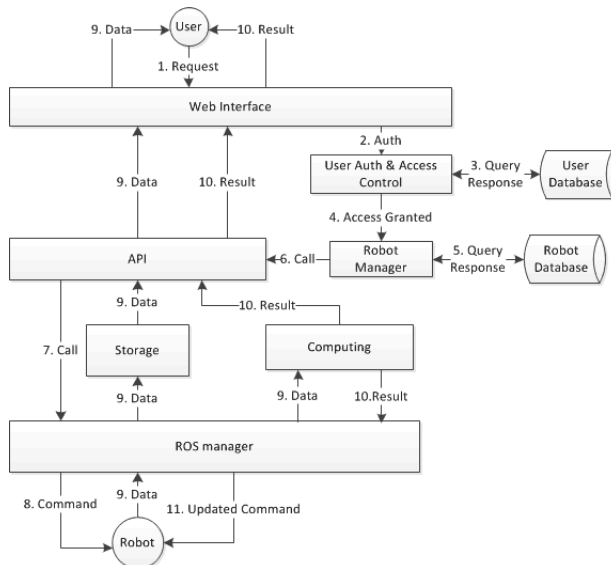 9. Data
User
10. Result
1. Request
Web Interface
2. Auth
User Auth & Access
Control
3. Query
Response
User
Database
9. Data
10. Result
4. Access Granted
API
6. Call
Robot
Manager
5. Query
Response
Robot
Database
9. Data
10. Result
7. Call
Storage
Computing
9. Data
9. Data
10.Result
ROS manager
8. Command
9. Data
11. Updated Command
Robot